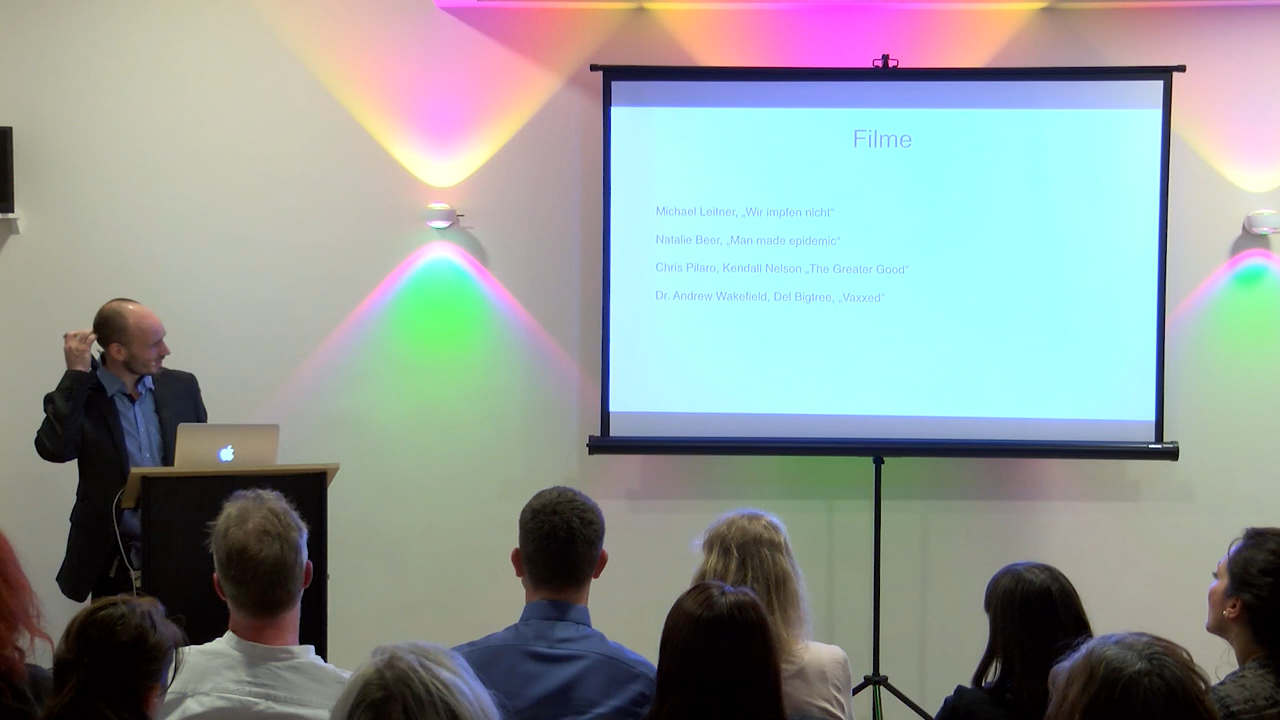 Filme
Michael Leitner, „Wir impfen nicht“
Natalie Beer, „Man made epidemic“
Chris Pilaro, Kendall Nelson „The Greater Good“
Dr. Andrew Wakefield, Del Bigtree, „Vaxxed“